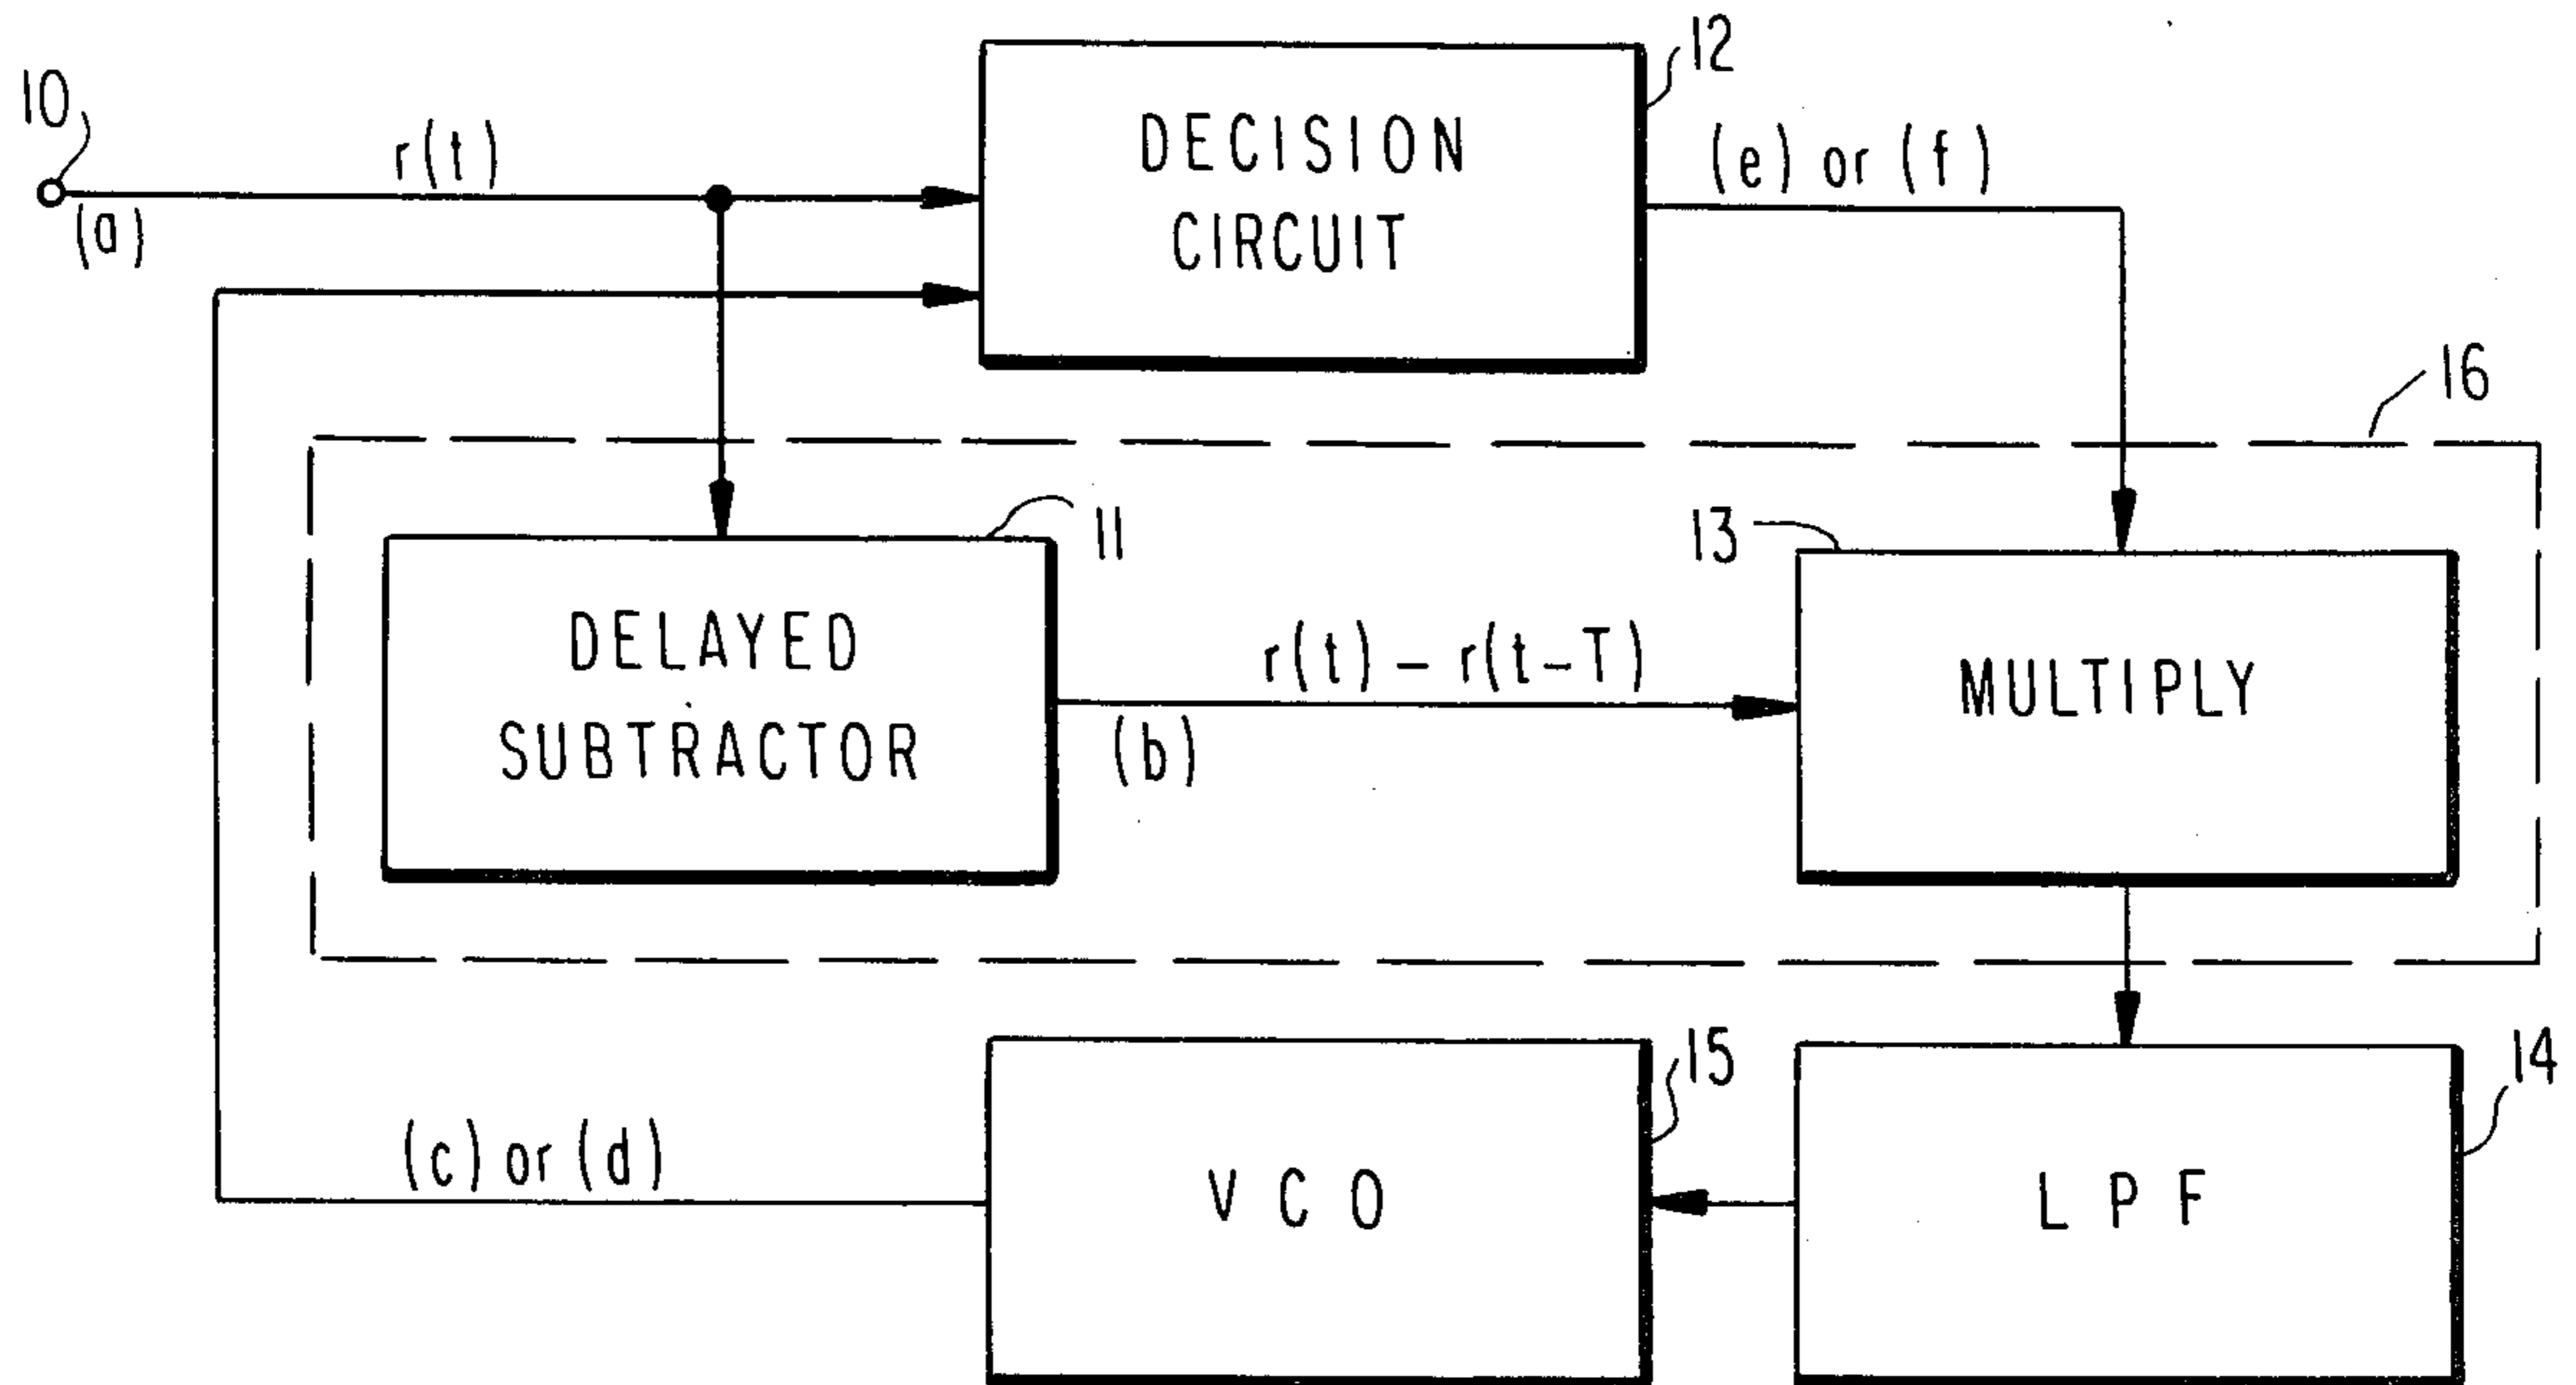 10
r(t)
(a)
DECISION
CIRCUIT
12
(e) or (f)
16
11
DELAYED
SUBTRACTOR
r(t) – r(t–T)
(b)
13
MULTIPLY
(c) or (d)
VCO
15
LPF
14